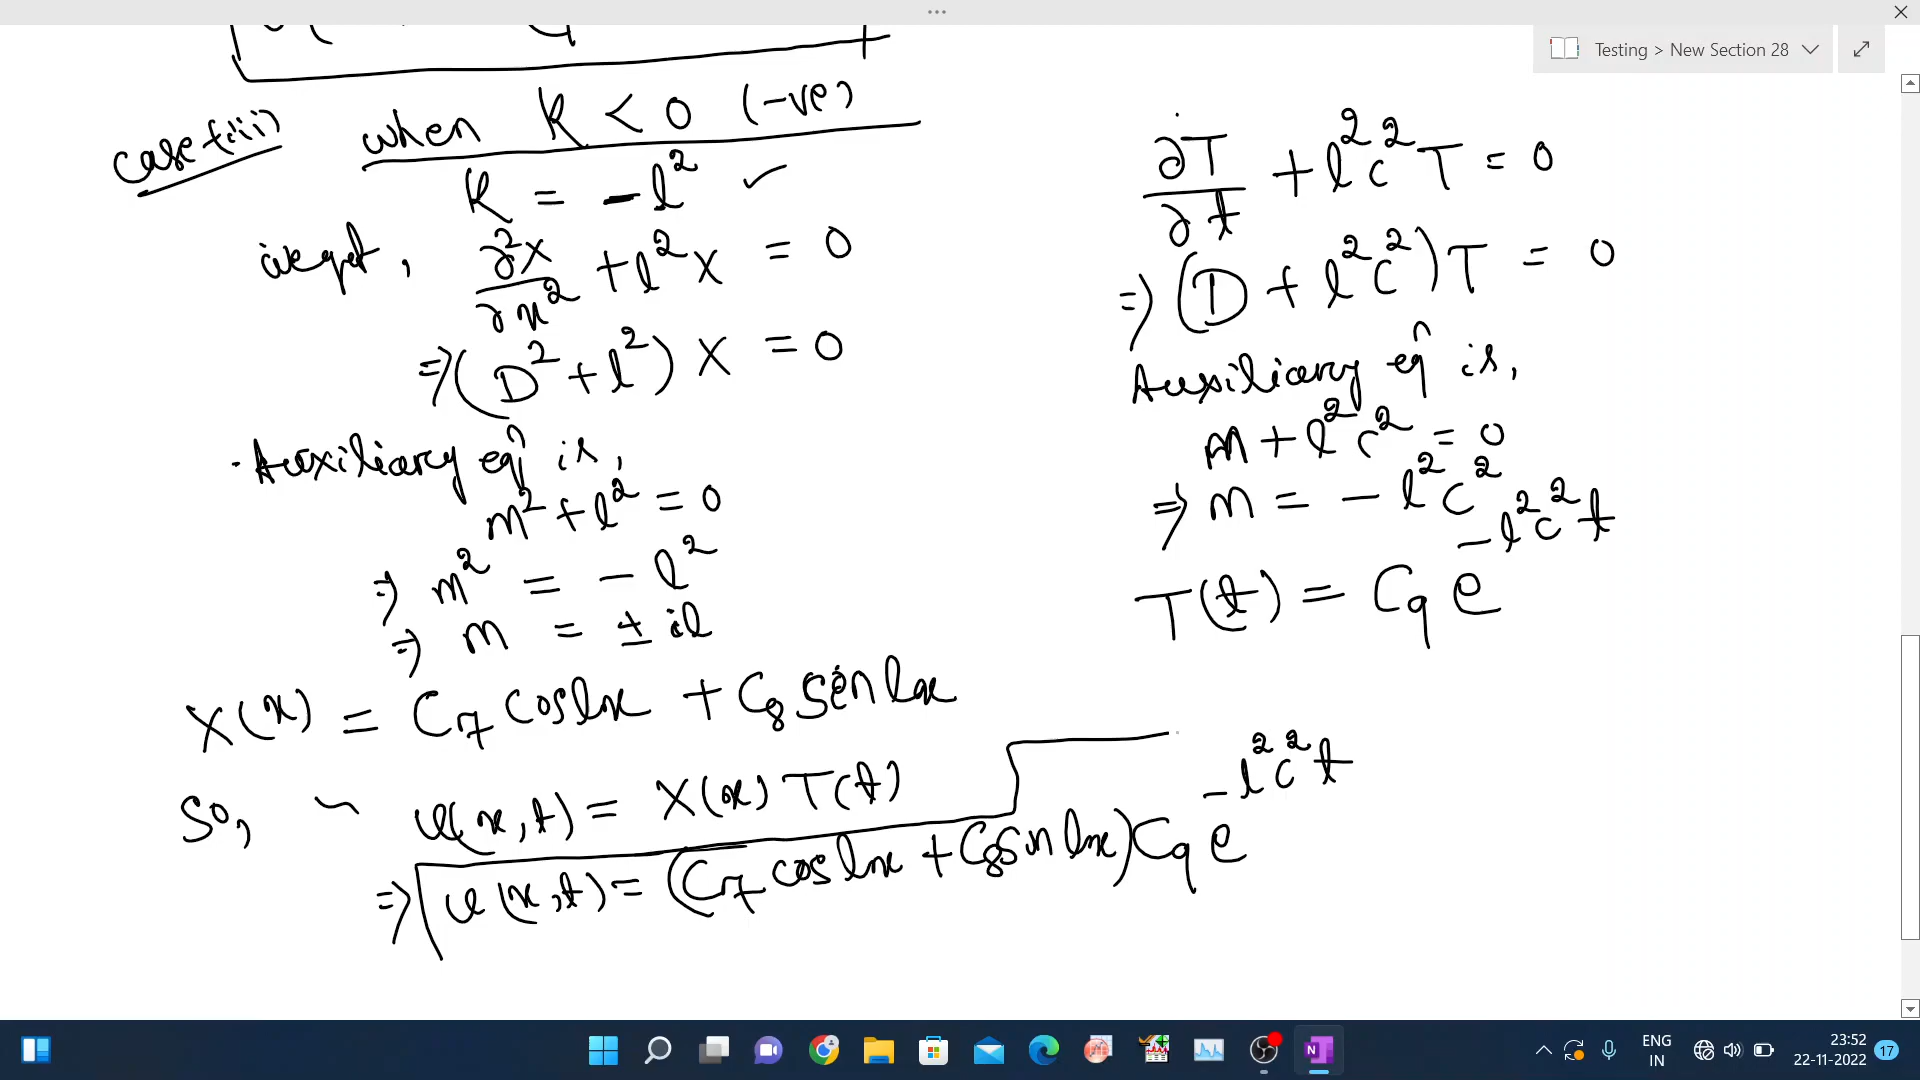 Testing > New Section 28
Case (iii) when K < 0 (-ve)
K = -l² ✓
we get, ∂²X/∂x² + l²X = 0
=> (D² + l²) X = 0
Auxiliary eqⁿ is,
m² + l² = 0
=> m² = - l²
=> m = ± il
X(x) = C₇ cos lx + C₈ sin lx
So, u(x,t) = X(x) T(t)
=> u(x,t) = (C₇ cos lx + C₈ sin lx) C₉ e^{-l²c²t}
∂T/∂t + l²c²T = 0
=> (D + l²c²) T = 0
Auxiliary eqⁿ is,
m + l²c² = 0
=> m = - l²c²
T(t) = C₉ e^{-l²c²t}
ENG
IN
23:52
22-11-2022
17